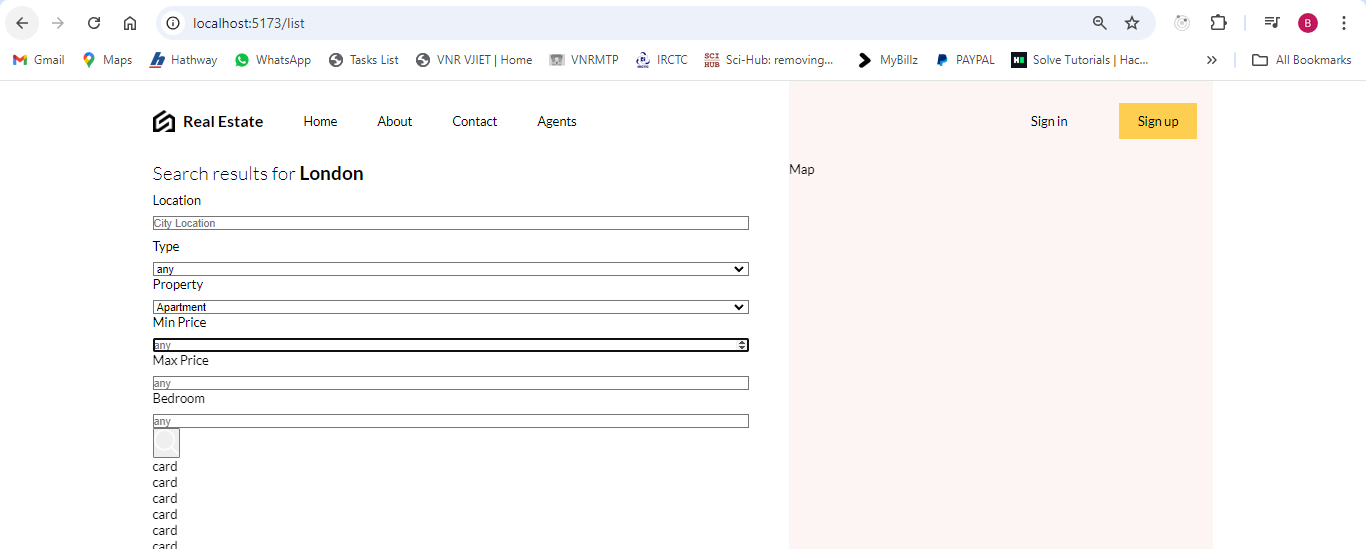 localhost:5173/list
B
Gmail Maps Hathway WhatsApp Tasks List VNR VJIET | Home VNRMTP IRCTC IRCTC SCI HUB Sci-Hub: removing... MyBillz PAYPAL H Solve Tutorials | Hac... » All Bookmarks
Real Estate Home About Contact Agents Sign in Sign up
Search results for London
Map
Location
City Location
Type
any
Property
Apartment
Min Price
any
Max Price
any
Bedroom
any
card
card
card
card
card
card